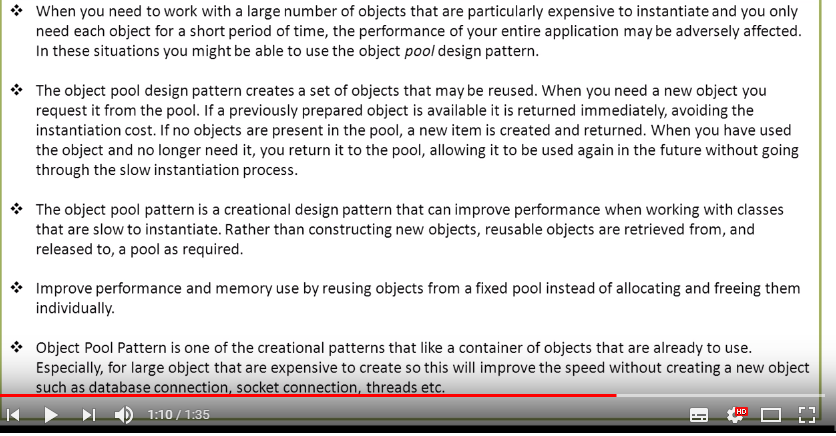 When you need to work with a large number of objects that are particularly expensive to instantiate and you only
need each object for a short period of time, the performance of your entire application may be adversely affected.
In these situations you might be able to use the object pool design pattern.
The object pool design pattern creates a set of objects that may be reused. When you need a new object you
request it from the pool. If a previously prepared object is available it is returned immediately, avoiding the
instantiation cost. If no objects are present in the pool, a new item is created and returned. When you have used
the object and no longer need it, you return it to the pool, allowing it to be used again in the future without going
through the slow instantiation process.
The object pool pattern is a creational design pattern that can improve performance when working with classes
that are slow to instantiate. Rather than constructing new objects, reusable objects are retrieved from, and
released to, a pool as required.
Improve performance and memory use by reusing objects from a fixed pool instead of allocating and freeing them
individually.
Object Pool Pattern is one of the creational patterns that like a container of objects that are already to use.
Especially, for large object that are expensive to create so this will improve the speed without creating a new object
such as database connection, socket connection, threads etc.
1:10 / 1:35
HD